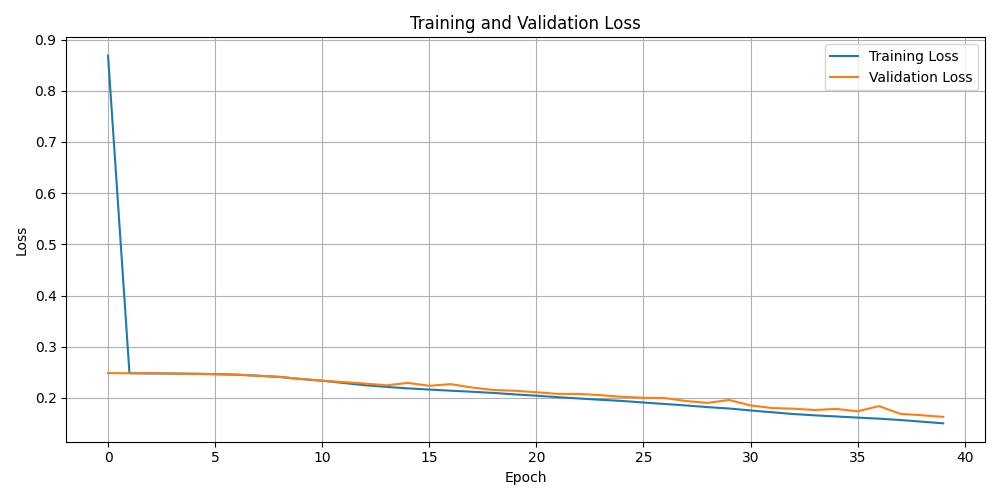 Training and Validation Loss
Training Loss
Validation Loss
Loss
0.9
0.8
0.7
0.6
0.5
0.4
0.3
0.2
0 5 10 15 20 25 30 35 40
Epoch